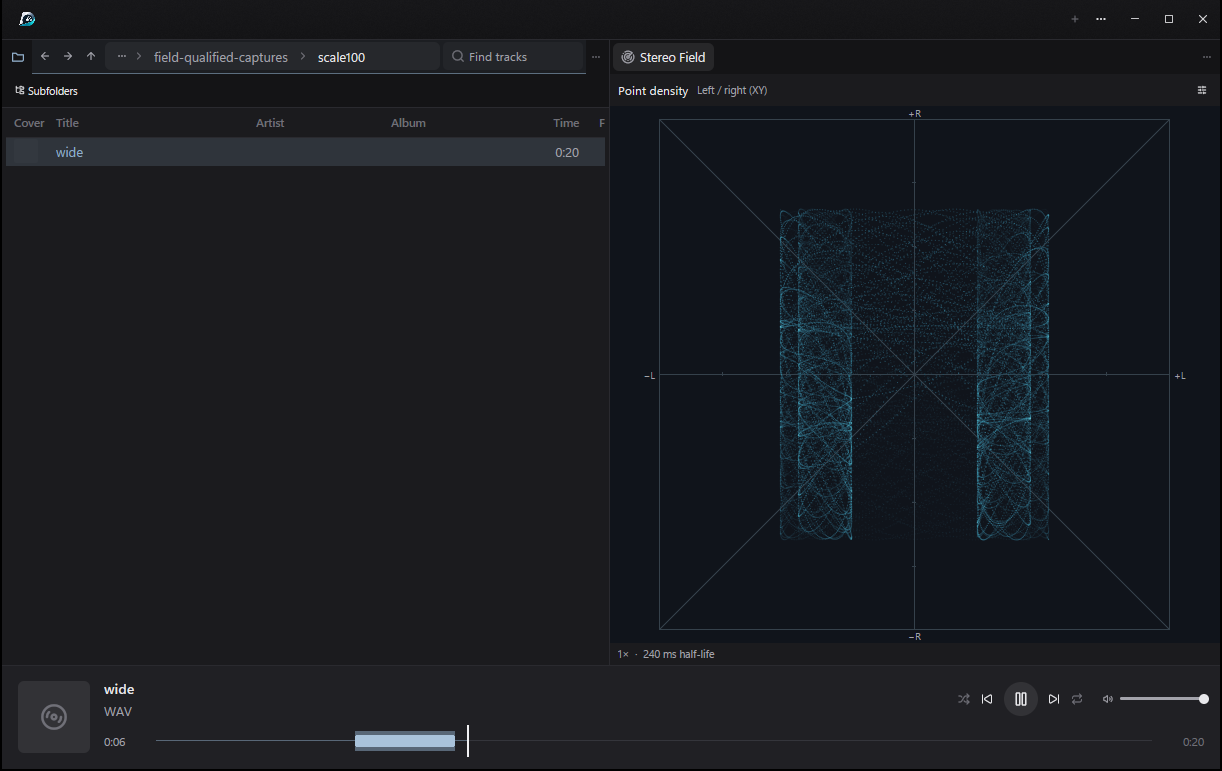 + ···
··· > field-qualified-captures > scale100
Find tracks
···
Stereo Field
···
Subfolders
Point density Left / right (XY)
Cover Title Artist Album Time F
wide 0:20
+R
−L
+L
−R
1× · 240 ms half-life
wide
WAV
0:06
0:20